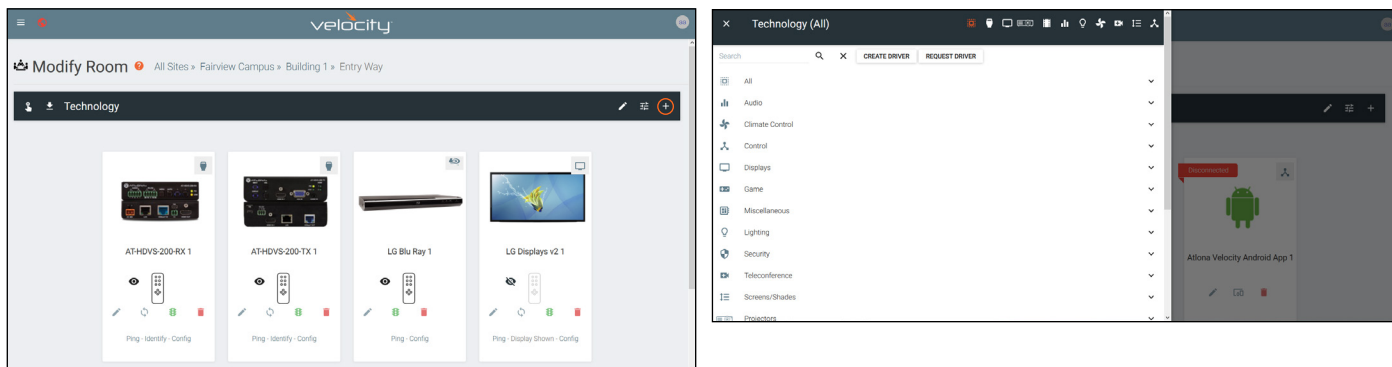 velocity
Modify Room All Sites » Fairview Campus » Building 1 » Entry Way
Technology
AT-HDVS-200-RX 1
AT-HDVS-200-TX 1
LG Blu Ray 1
LG Displays v2 1
Ping - Identify - Config
Ping - Identify - Config
Ping - Config
Ping - Display Shown - Config
Technology (All)
Search
CREATE DRIVER
REQUEST DRIVER
All
Audio
Climate Control
Control
Displays
Game
Miscellaneous
Lighting
Security
Teleconference
Screens/Shades
Projectors
Disconnected
Atlona Velocity Android App 1